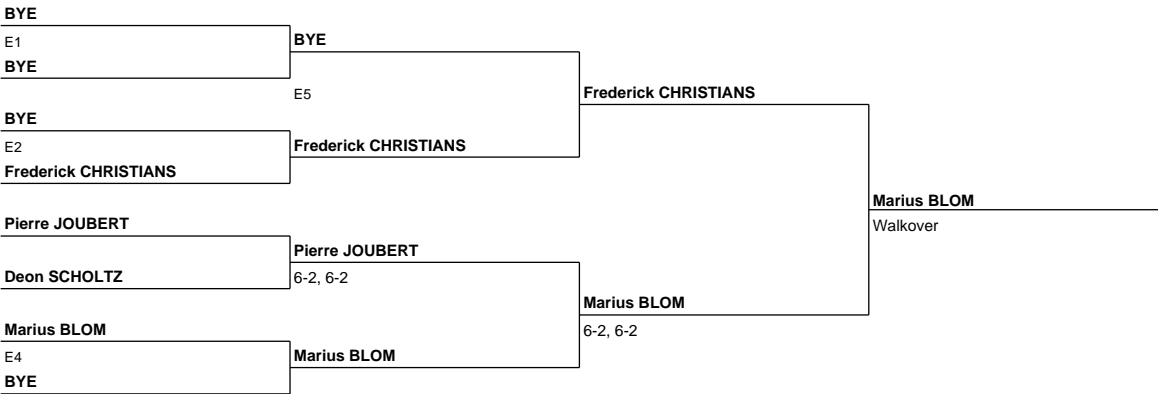 BYE
E1
BYE
BYE
E5
BYE
E2
Frederick CHRISTIANS
Frederick CHRISTIANS
Frederick CHRISTIANS
Marius BLOM
Walkover
Pierre JOUBERT
Pierre JOUBERT
Deon SCHOLTZ
6-2, 6-2
Marius BLOM
6-2, 6-2
Marius BLOM
E4
Marius BLOM
BYE